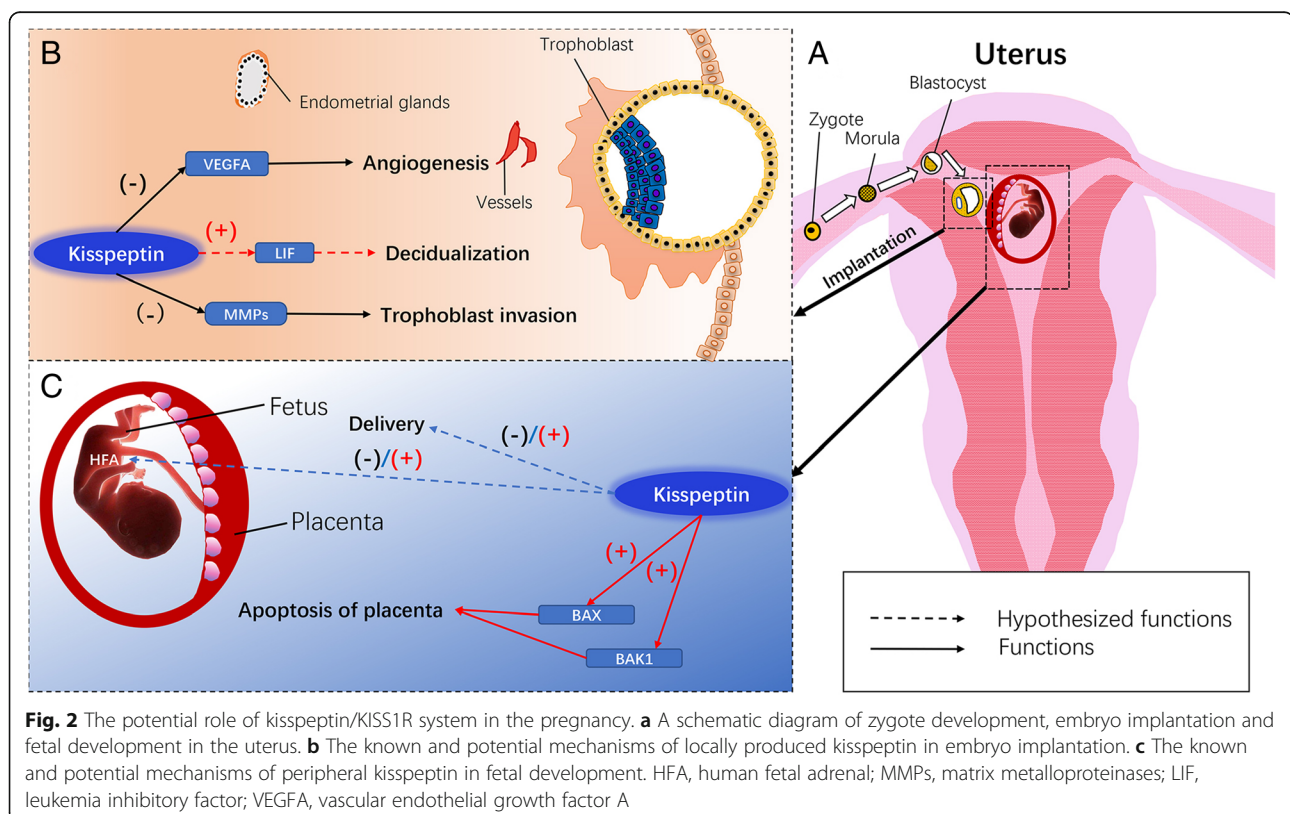 B
Endometrial glands
Trophoblast
VEGFA
Angiogenesis
(-)
Vessels
Kisspeptin
(+)
LIF
Decidualization
(-)
MMPs
Trophoblast invasion
A
Uterus
Blastocyst
Zygote
Morula
Implantation
C
Fetus
HFA
Placenta
Delivery
(-)/(+)
(-)/(+)
Kisspeptin
(+)
(+)
Apoptosis of placenta
BAX
BAK1
Hypothesized functions
Functions
Fig. 2 The potential role of kisspeptin/KISS1R system in the pregnancy. a A schematic diagram of zygote development, embryo implantation and
fetal development in the uterus. b The known and potential mechanisms of locally produced kisspeptin in embryo implantation. c The known
and potential mechanisms of peripheral kisspeptin in fetal development. HFA, human fetal adrenal; MMPs, matrix metalloproteinases; LIF,
leukemia inhibitory factor; VEGFA, vascular endothelial growth factor A